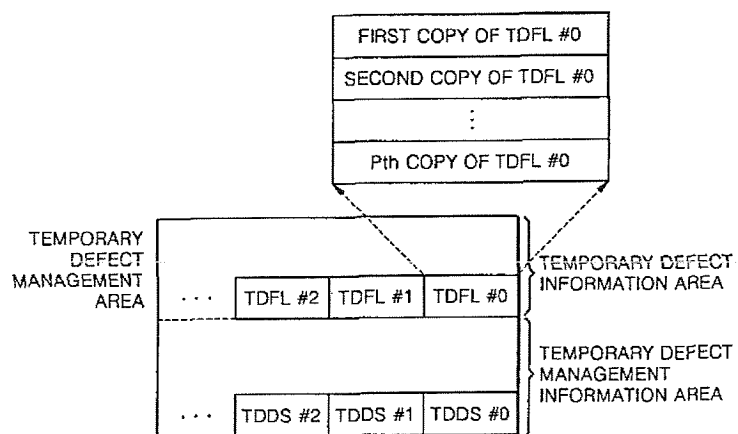 FIRST COPY OF TDFL #0
SECOND COPY OF TDFL #0
⋮
Pth COPY OF TDFL #0
TEMPORARY
DEFECT
MANAGEMENT
AREA
TEMPORARY DEFECT
INFORMATION AREA
. . . TDFL #2 TDFL #1 TDFL #0
TEMPORARY DEFECT
MANAGEMENT
INFORMATION AREA
. . . TDDS #2 TDDS #1 TDDS #0